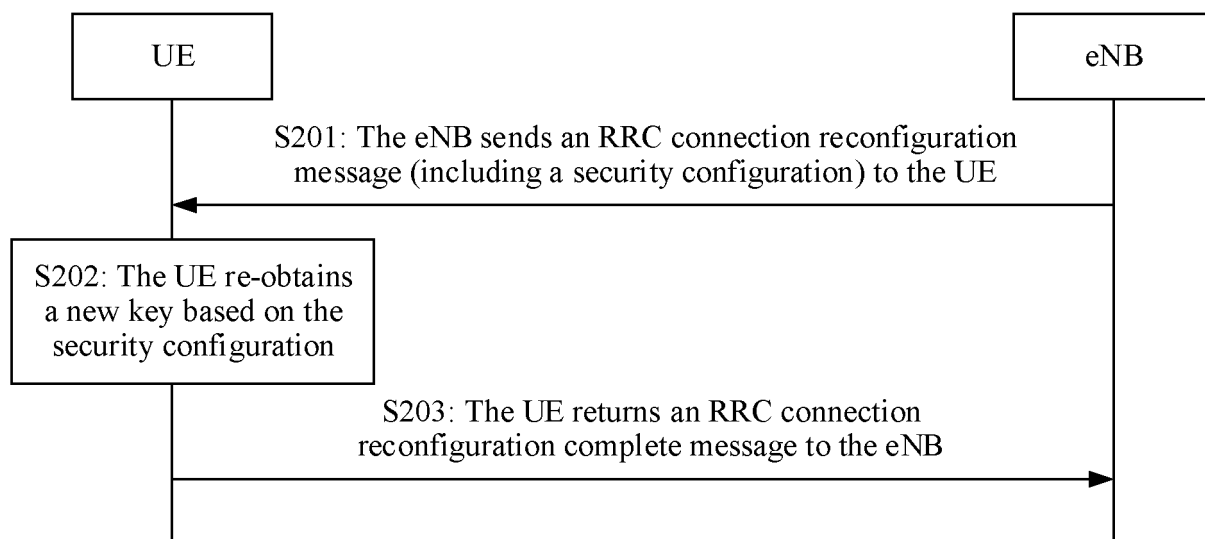 UE
eNB
S201: The eNB sends an RRC connection reconfiguration
message (including a security configuration) to the UE
S202: The UE re-obtains
a new key based on the
security configuration
S203: The UE returns an RRC connection
reconfiguration complete message to the eNB